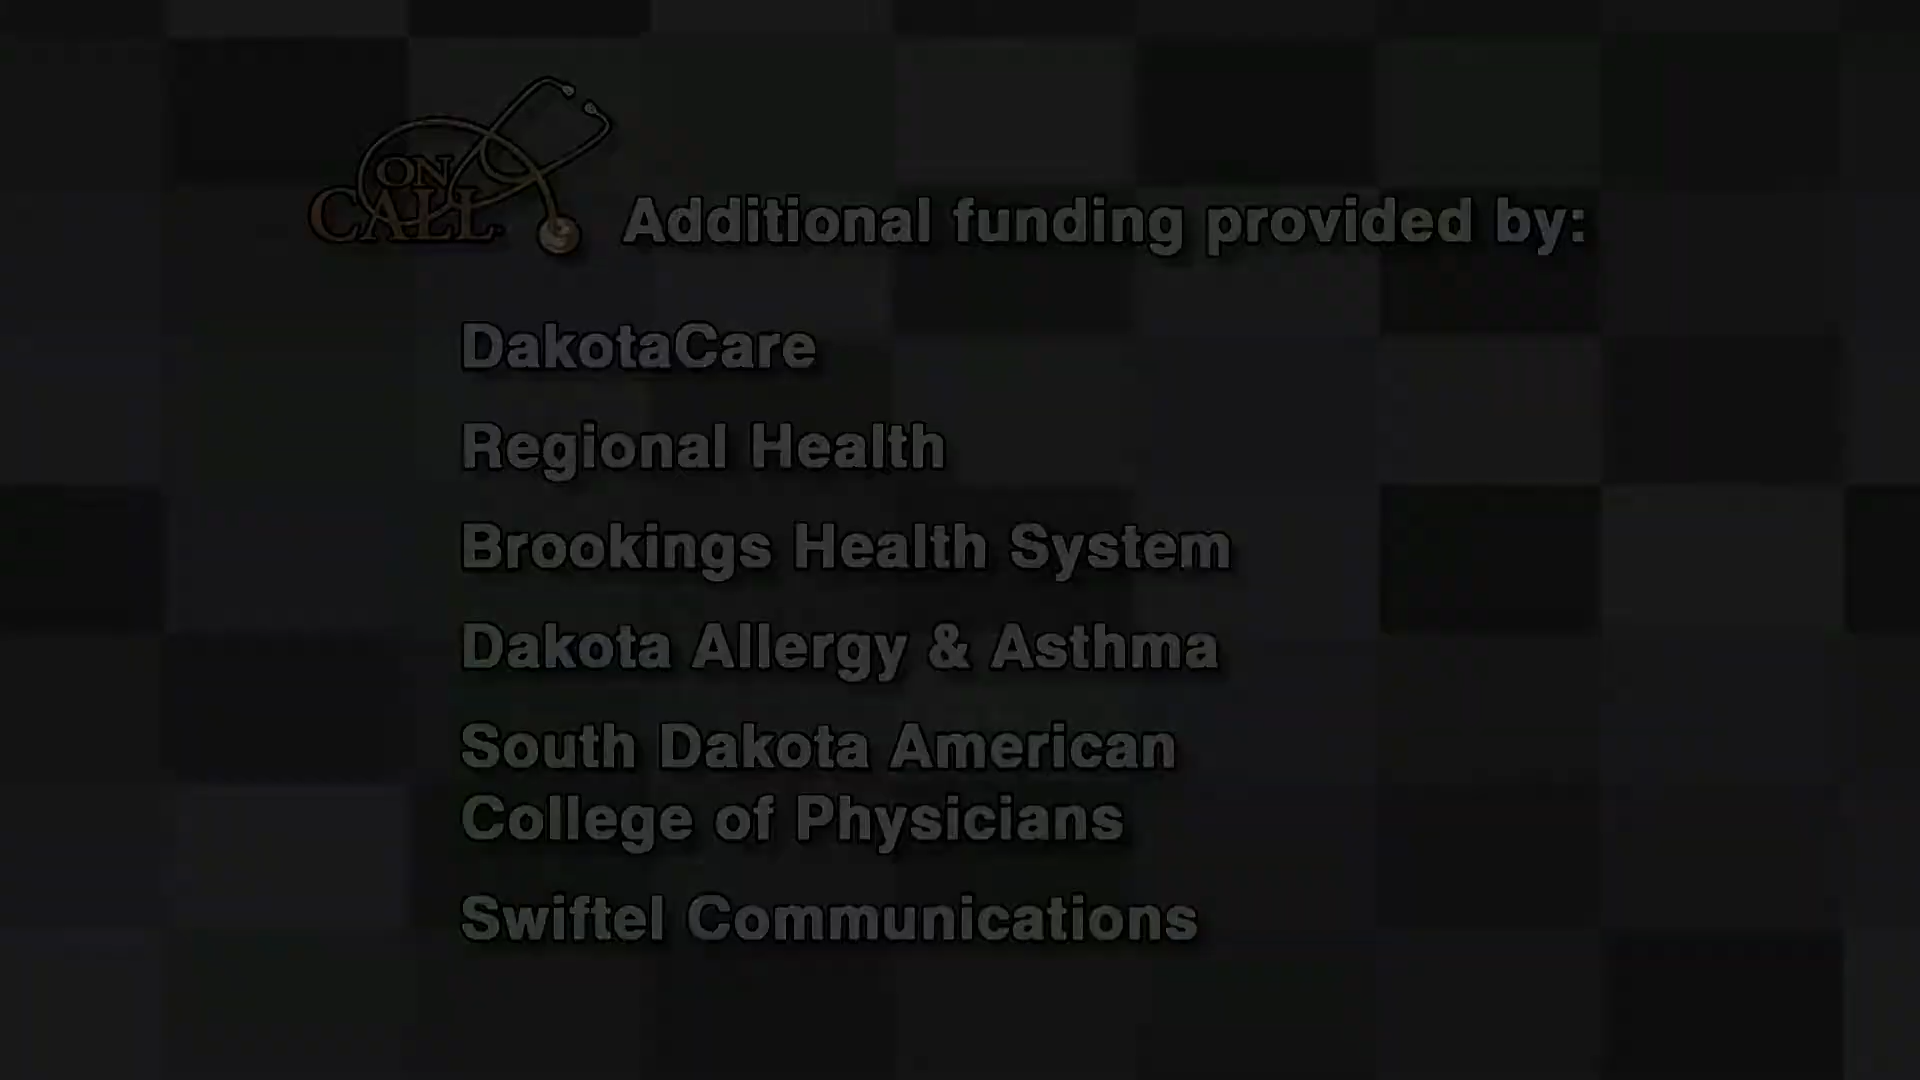 ON
CALL
Additional funding provided by:
DakotaCare
Regional Health
Brookings Health System
Dakota Allergy & Asthma
South Dakota American
College of Physicians
Swiftel Communications